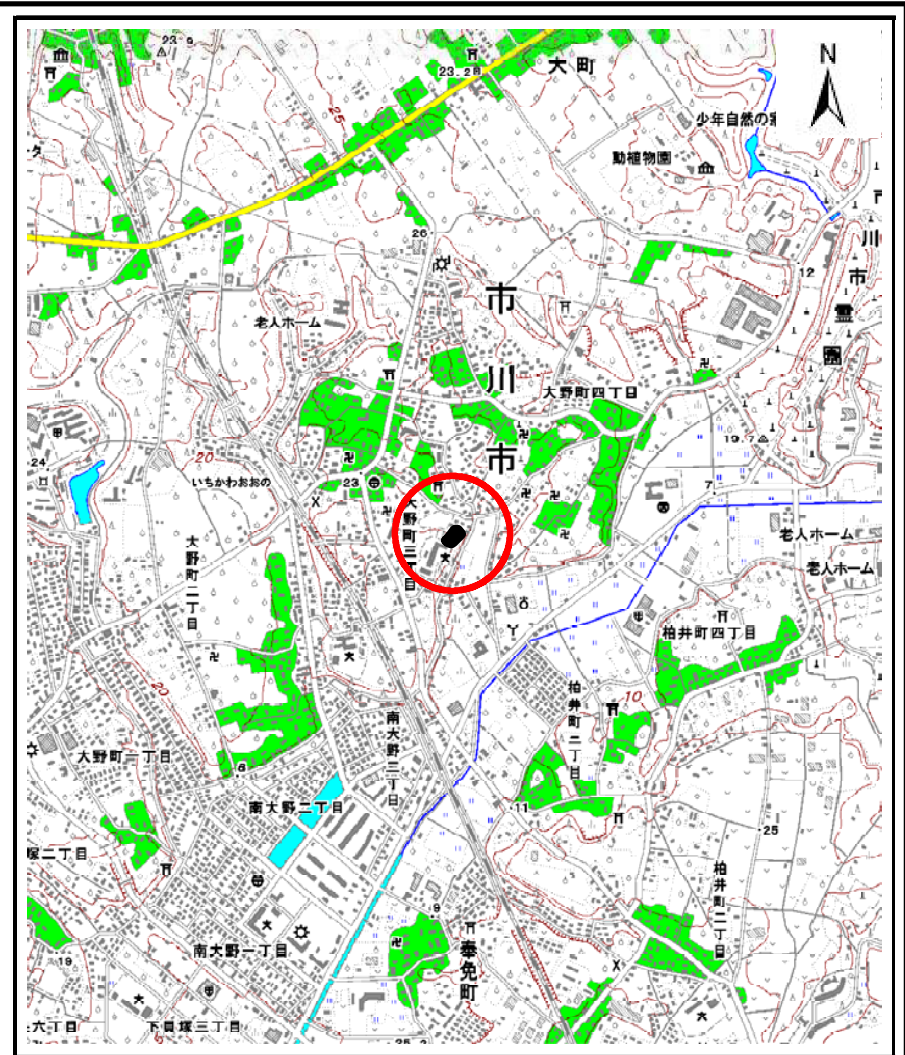 23.9
大町
23.2
N
25
少年自然の家
動植物園
26
12
市川市
川市霊園
老人ホーム
大野町四丁目
19.7
24
20
いちかわおおの
23
7
大野町三丁目
老人ホーム
老人ホーム
大野町二丁目
柏井町四丁目
柏井町二丁目
10
20
南大野三丁目
大野町一丁目
6
南大野二丁目
11
25
塚二丁目
柏井町二丁目
9
奉免町
南大野一丁目
19
六丁目
下貝塚三丁目